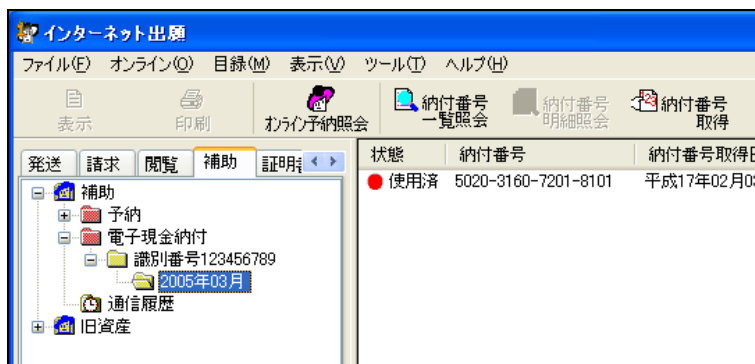 インターネット出願
ファイル(F) オンライン(O) 目録(M) 表示(V) ツール(T) ヘルプ(H)
表示
印刷
オンライン予納照会
納付番号
一覧照会
納付番号
明細照会
納付番号
取得
発送 請求 閲覧 補助 証明
状態 納付番号 納付番号取得
使用済 5020-3160-7201-8101 平成17年02月
補助
予納
電子現金納付
識別番号123456789
2005年03月
通信履歴
旧資産